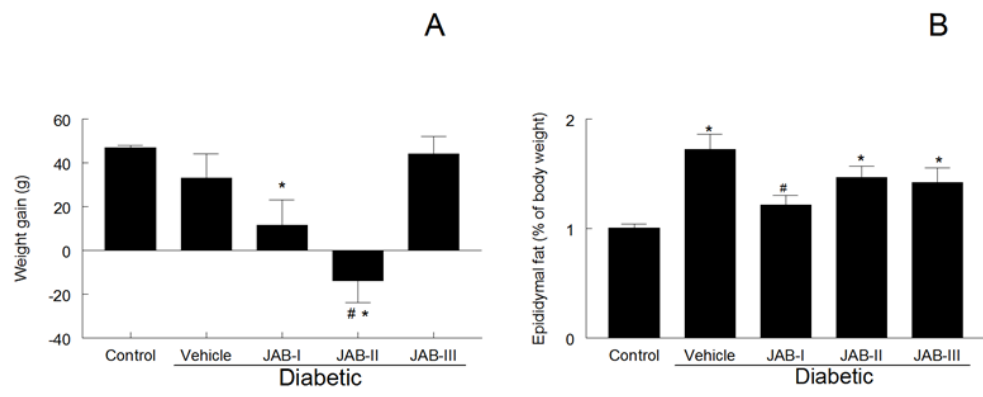 A
Weight gain (g)
60
40
20
0
-20
-40
*
# *
Control Vehicle JAB-I JAB-II JAB-III
Diabetic
B
Epididymal fat (% of body weight)
2
1
0
*
#
*
*
Control Vehicle JAB-I JAB-II JAB-III
Diabetic